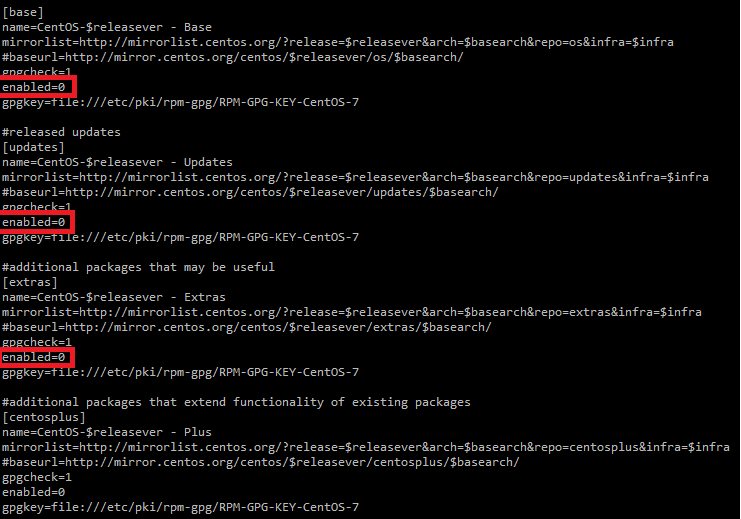 [base]
name=CentOS-$releasever - Base
mirrorlist=http://mirrorlist.centos.org/?release=$releasever&arch=$basearch&repo=os&infra=$infra
#baseurl=http://mirror.centos.org/centos/$releasever/os/$basearch/
gpgcheck=1
enabled=0
gpgkey=file:///etc/pki/rpm-gpg/RPM-GPG-KEY-CentOS-7

#released updates
[updates]
name=CentOS-$releasever - Updates
mirrorlist=http://mirrorlist.centos.org/?release=$releasever&arch=$basearch&repo=updates&infra=$infra
#baseurl=http://mirror.centos.org/centos/$releasever/updates/$basearch/
gpgcheck=1
enabled=0
gpgkey=file:///etc/pki/rpm-gpg/RPM-GPG-KEY-CentOS-7

#additional packages that may be useful
[extras]
name=CentOS-$releasever - Extras
mirrorlist=http://mirrorlist.centos.org/?release=$releasever&arch=$basearch&repo=extras&infra=$infra
#baseurl=http://mirror.centos.org/centos/$releasever/extras/$basearch/
gpgcheck=1
enabled=0
gpgkey=file:///etc/pki/rpm-gpg/RPM-GPG-KEY-CentOS-7

#additional packages that extend functionality of existing packages
[centosplus]
name=CentOS-$releasever - Plus
mirrorlist=http://mirrorlist.centos.org/?release=$releasever&arch=$basearch&repo=centosplus&infra=$infra
#baseurl=http://mirror.centos.org/centos/$releasever/centosplus/$basearch/
gpgcheck=1
enabled=0
gpgkey=file:///etc/pki/rpm-gpg/RPM-GPG-KEY-CentOS-7